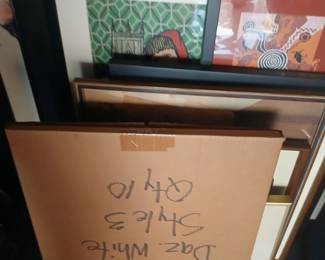 Daz. White
Style 3
Qty 10